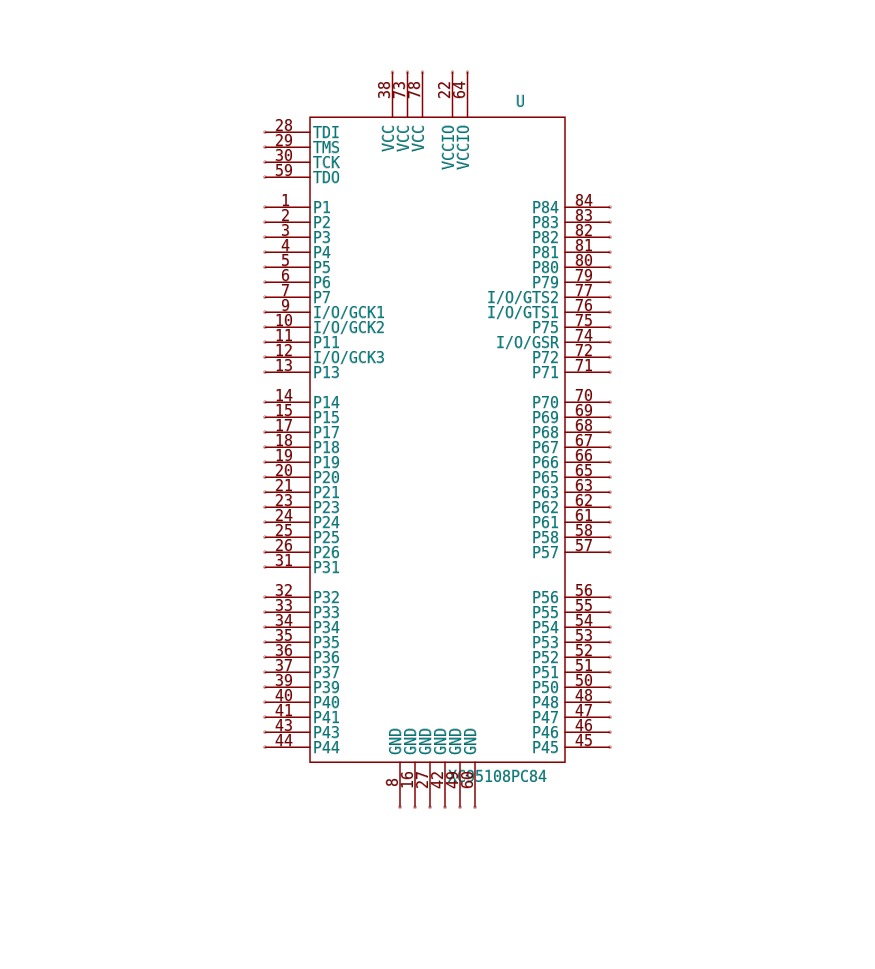 38 73 78 22 64
U
VCC VCC VCC VCCIO VCCIO
28 TDI
29 TMS
30 TCK
59 TDO
1 P1 P84 84
2 P2 P83 83
3 P3 P82 82
4 P4 P81 81
5 P5 P80 80
6 P6 P79 79
7 P7 I/O/GTS2 77
9 I/O/GCK1 I/O/GTS1 76
10 I/O/GCK2 P75 75
11 P11 I/O/GSR 74
12 I/O/GCK3 P72 72
13 P13 P71 71
14 P14 P70 70
15 P15 P69 69
17 P17 P68 68
18 P18 P67 67
19 P19 P66 66
20 P20 P65 65
21 P21 P63 63
23 P23 P62 62
24 P24 P61 61
25 P25 P58 58
26 P26 P57 57
31 P31
32 P32 P56 56
33 P33 P55 55
34 P34 P54 54
35 P35 P53 53
36 P36 P52 52
37 P37 P51 51
39 P39 P50 50
40 P40 P48 48
41 P41 P47 47
43 P43 P46 46
44 P44 P45 45
GND GND GND GND GND GND
8 16 27 42 49 60
XC95108PC84